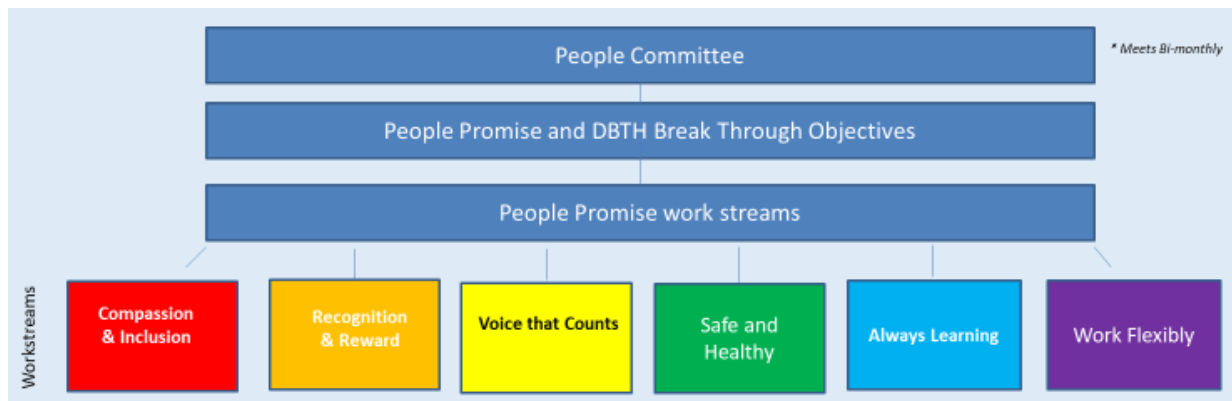 People Committee
* Meets Bi-monthly
People Promise and DBTH Break Through Objectives
People Promise work streams
Workstreams
Compassion
& Inclusion
Recognition
& Reward
Voice that Counts
Safe and
Healthy
Always Learning
Work Flexibly